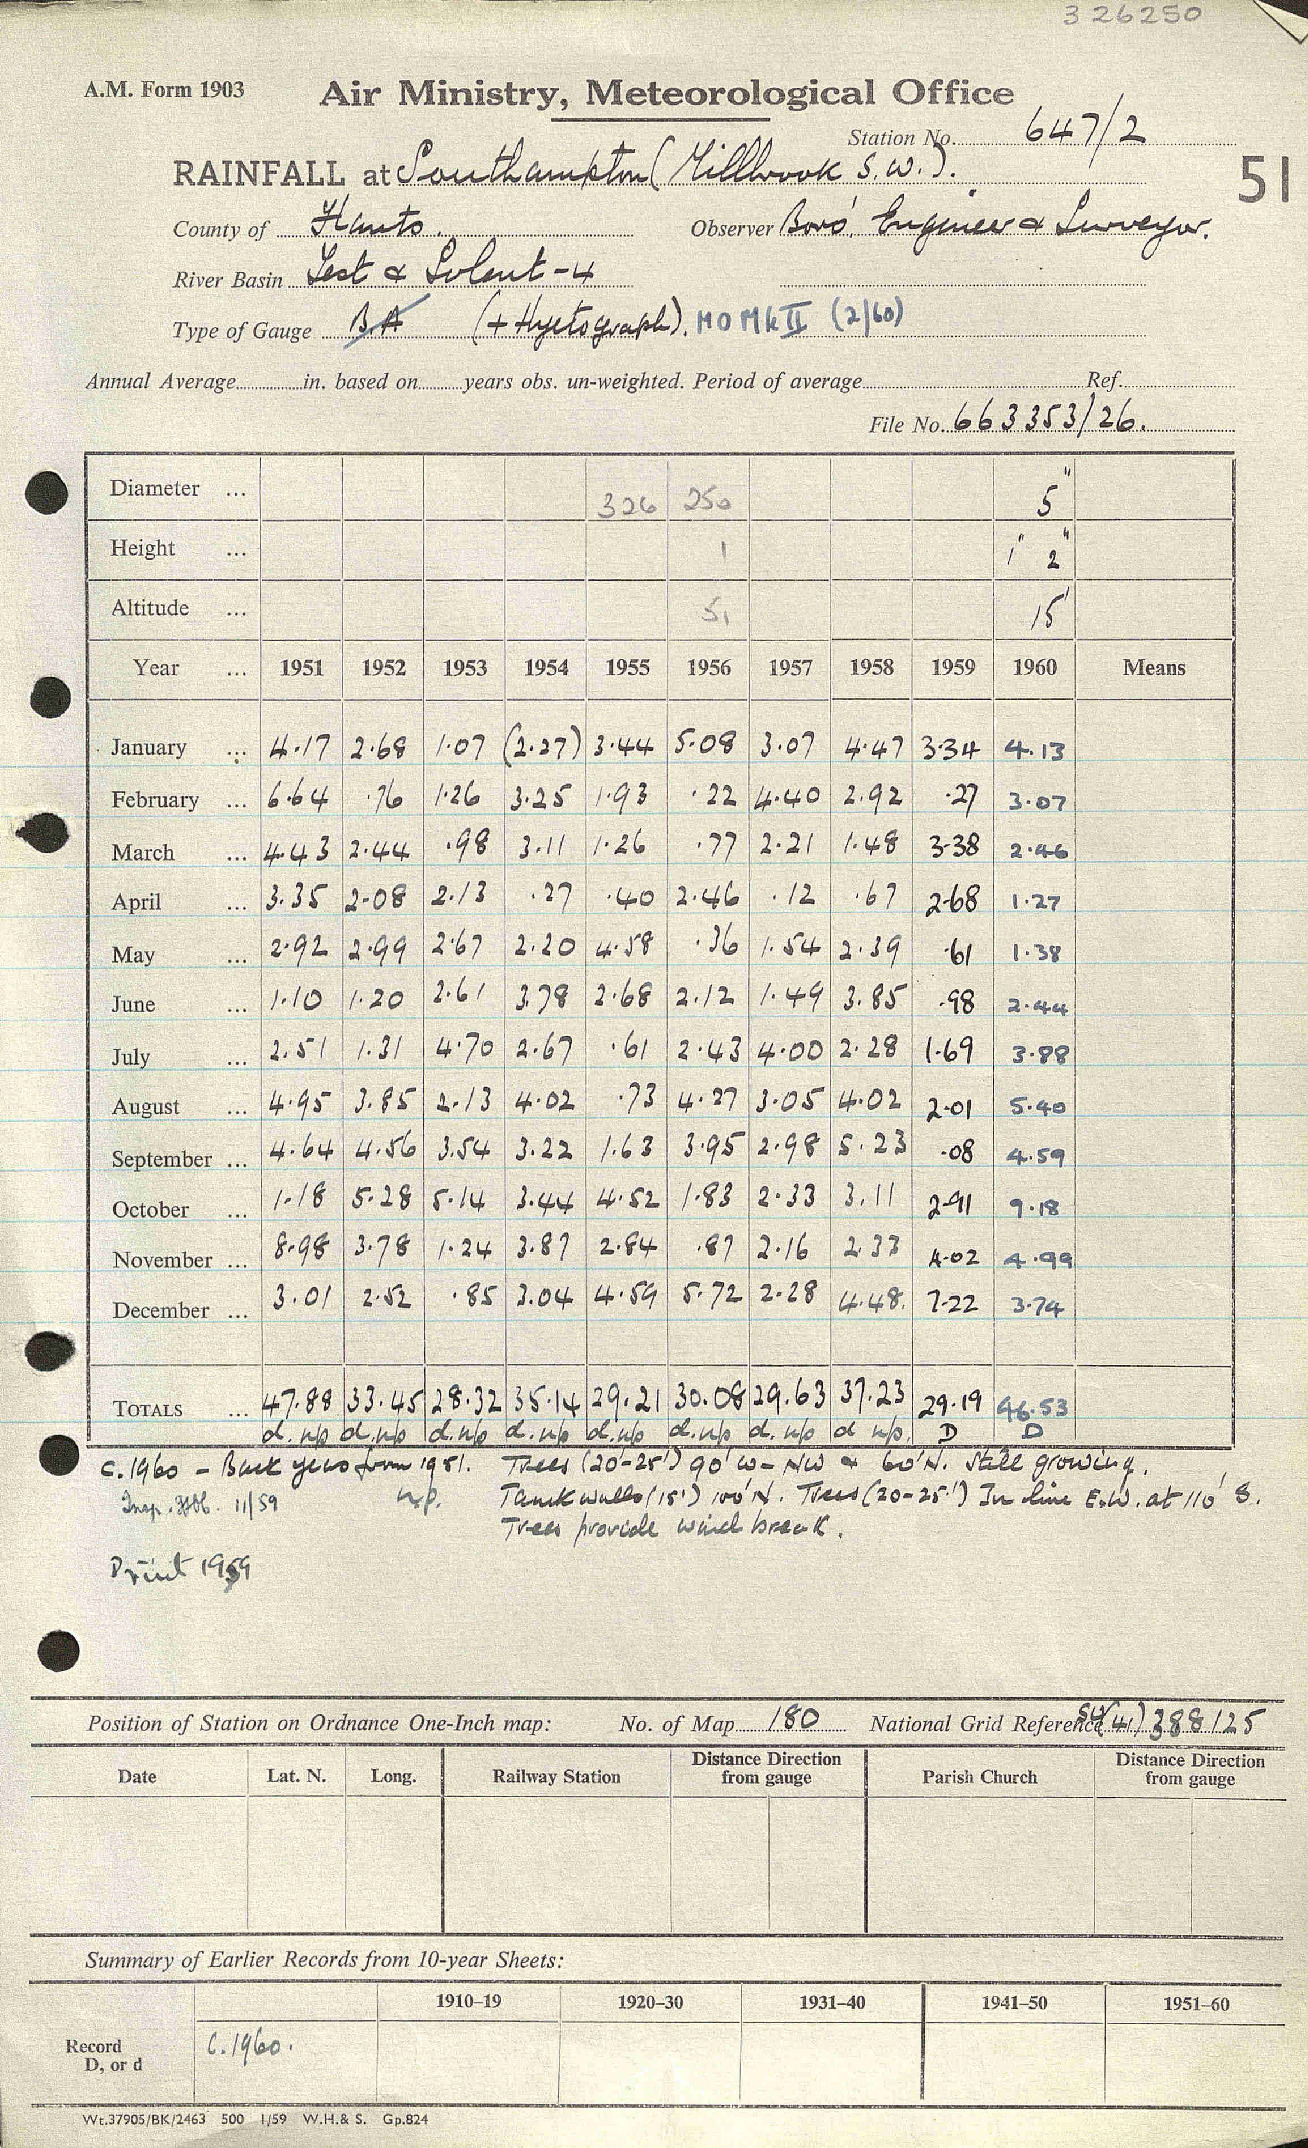 326250
A.M. Form 1903 Air Ministry, Meteorological Office
Station No. 647/2
RAINFALL at Southampton (Millbrook S.W.).
51
County of Hants. Observer Boro' Engineer & Surveyor.
River Basin Test & Solent-4
Type of Gauge BA (+ Hyetograph). MO Mk II (2/60)
Annual Average in. based on years obs. un-weighted. Period of average Ref.
File No. 663353/26.
Diameter ... 326 250 5"
Height ... 1 1" 2"
Altitude ... 51 15'
Year ... 1951 1952 1953 1954 1955 1956 1957 1958 1959 1960 Means
January ... 4.17 2.68 1.07 (2.27) 3.44 5.08 3.07 4.47 3.34 4.13
February ... 6.64 .76 1.26 3.25 1.93 .22 4.40 2.92 .27 3.07
March ... 4.43 2.44 .98 3.11 1.26 .77 2.21 1.48 3.38 2.46
April ... 3.35 2.08 2.13 .27 .40 2.46 .12 .67 2.68 1.27
May ... 2.92 2.99 2.67 2.20 4.58 .36 1.54 2.39 .61 1.38
June ... 1.10 1.20 2.61 3.78 2.68 2.12 1.49 3.85 .98 2.44
July ... 2.51 1.31 4.70 2.67 .61 2.43 4.00 2.28 1.69 3.88
August ... 4.95 3.85 2.13 4.02 .73 4.27 3.05 4.02 2.01 5.40
September ... 4.64 4.56 3.54 3.22 1.63 3.95 2.98 5.23 .08 4.59
October ... 1.18 5.28 5.14 3.44 4.52 1.83 2.33 3.11 2.91 9.18
November ... 8.98 3.78 1.24 3.87 2.84 .87 2.16 2.33 4.02 4.99
December ... 3.01 2.52 .85 3.04 4.59 5.72 2.28 4.48. 7.22 3.74
TOTALS ... 47.88 33.45 28.32 35.14 29.21 30.08 29.63 37.23 29.19 46.53
d.np d.np d.np d.np d.np d.np d.np d np. D D
C.1960 - Back years from 1951. Trees (20-25') 90' W-NW & 60'N. Still growing.
Insp. 11/59 n.p. Tank walls (15') 100'N. Trees (20-25') In line E.W. at 110' S.
Trees provide wind break.
Print 1959
Position of Station on Ordnance One-Inch map: No. of Map 180 National Grid Reference SU(41) 388125
Date Lat. N. Long. Railway Station Distance Direction from gauge Parish Church Distance Direction from gauge
Summary of Earlier Records from 10-year Sheets:
1910-19 1920-30 1931-40 1941-50 1951-60
Record D, or d C.1960.
Wt.37905/BK/2463 500 1/59 W.H.& S. Gp.824